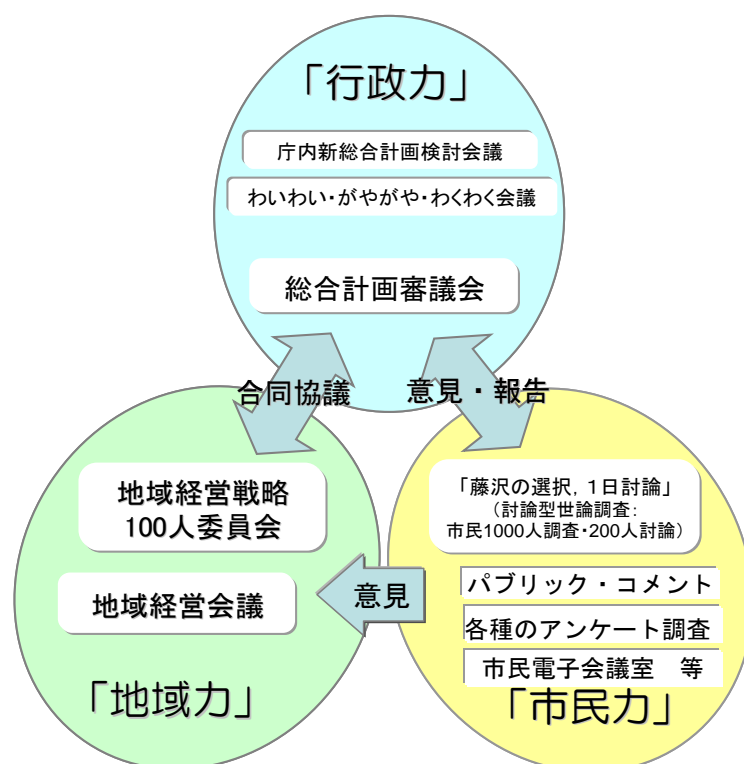 「行政力」
庁内新総合計画検討会議
わいわい・がやがや・わくわく会議
総合計画審議会
合同協議
意見・報告
地域経営戦略
100人委員会
地域経営会議
「地域力」
意見
「藤沢の選択，１日討論」
（討論型世論調査：
市民1000人調査・200人討論）
パブリック・コメント
各種のアンケート調査
市民電子会議室　等
「市民力」